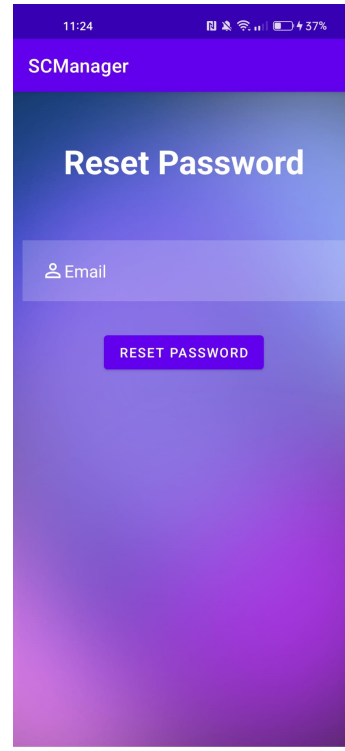 11:24 37%
SCManager
Reset Password
Email
RESET PASSWORD